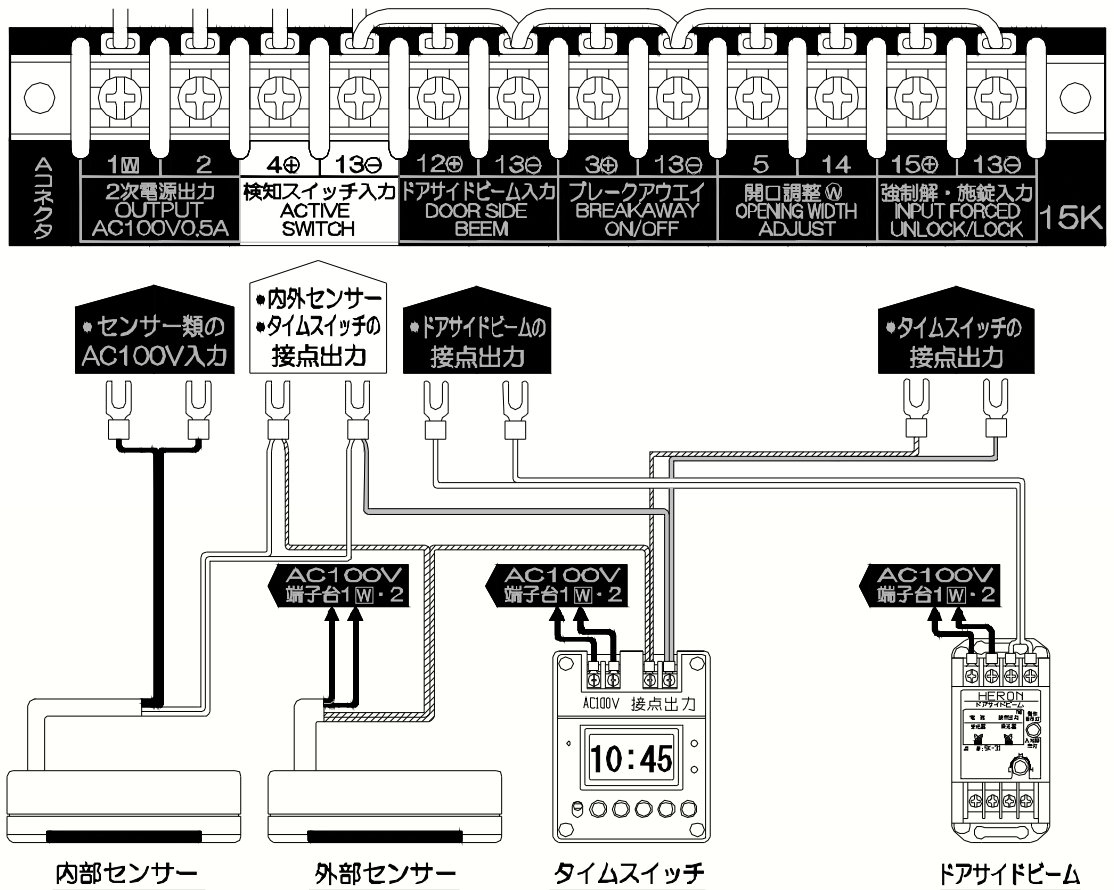 Aコネクタ
1W 2 4⊕ 13⊖ 12⊕ 13⊖ 3⊕ 13⊖ 5 14 15⊕ 13⊖
2次電源出力
OUTPUT
AC100V0,5A
検知スイッチ入力
ACTIVE
SWITCH
ドアサイドビーム入力
DOOR SIDE
BEEM
ブレークアウエイ
BREAKAWAY
ON/OFF
開口調整Ⓦ
OPENING WIDTH
ADJUST
強制解・施錠入力
INPUT FORCED
UNLOCK/LOCK
15K
•センサー類の
AC100V入力
•内外センサー
•タイムスイッチの
接点出力
•ドアサイドビームの
接点出力
•タイムスイッチの
接点出力
AC100V
端子台1W・2
AC100V
端子台1W・2
AC100V
端子台1W・2
AC100V 接点出力
10:45
HERON
ドアサイドビーム
電源
内部センサー
外部センサー
タイムスイッチ
ドアサイドビーム